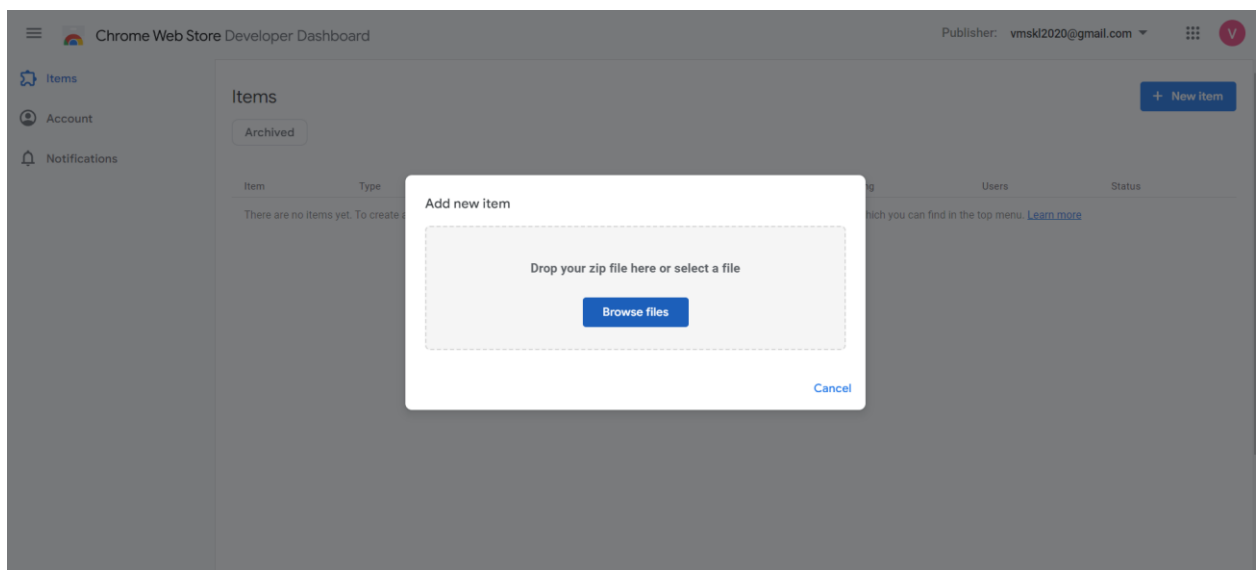 Chrome Web Store Developer Dashboard
Publisher: vmskl2020@gmail.com
V
Items
Account
Notifications
Items
+ New item
Archived
Item Type Users Status
There are no items yet. To create
hich you can find in the top menu. Learn more
Add new item
Drop your zip file here or select a file
Browse files
Cancel